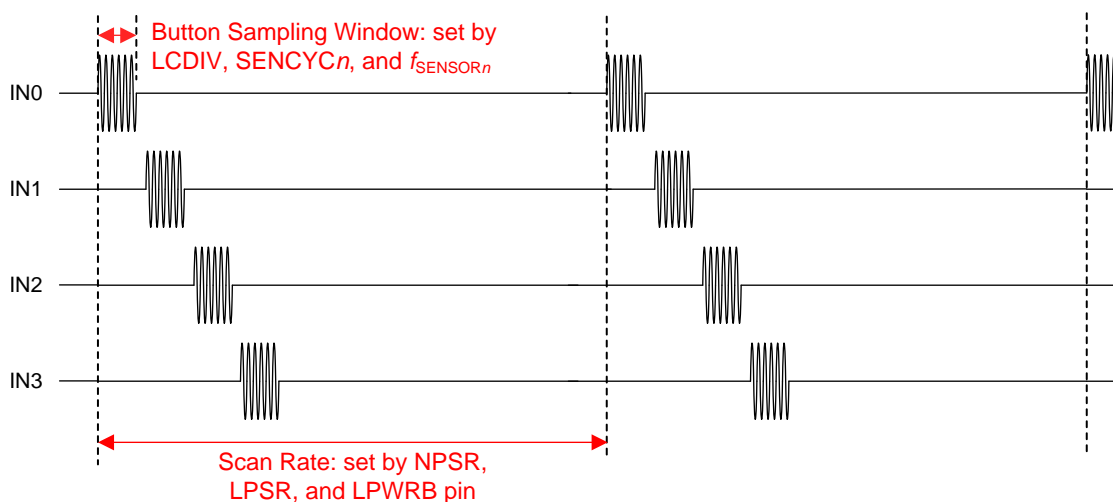 Button Sampling Window: set by
LCDIV, SENCYCn, and fSENSORn
IN0
IN1
IN2
IN3
Scan Rate: set by NPSR,
LPSR, and LPWRB pin